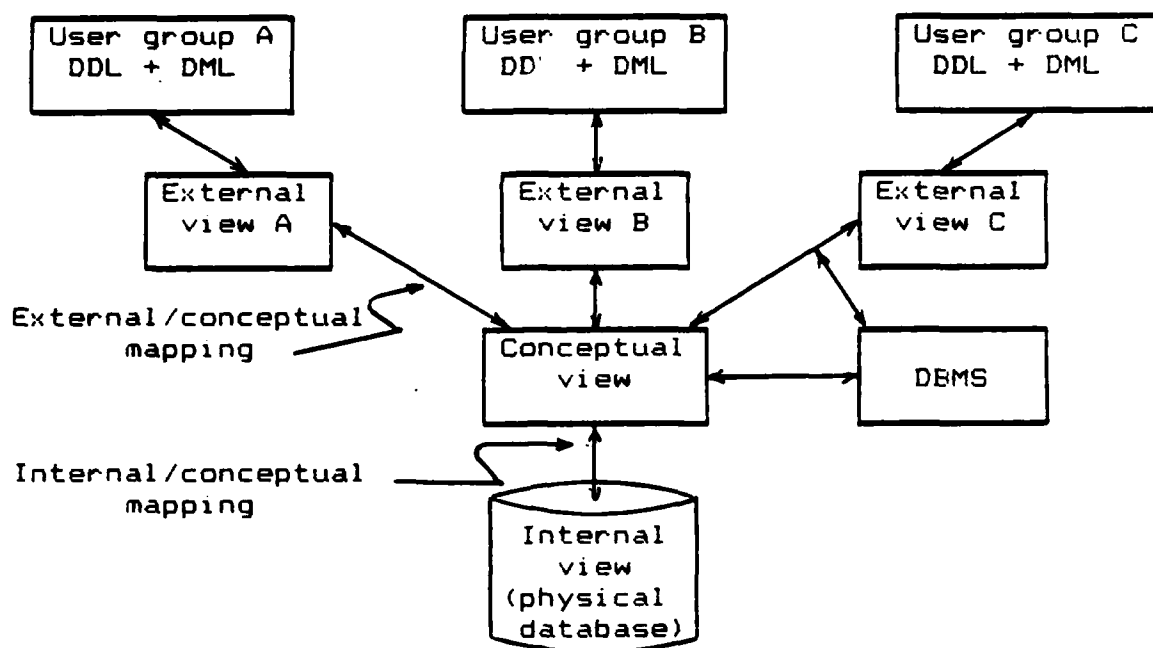 User group A
DDL + DML
User group B
DD' + DML
User group C
DDL + DML
External
view A
External
view B
External
view C
External/conceptual
mapping
Conceptual
view
DBMS
Internal/conceptual
mapping
Internal
view
(physical
database)